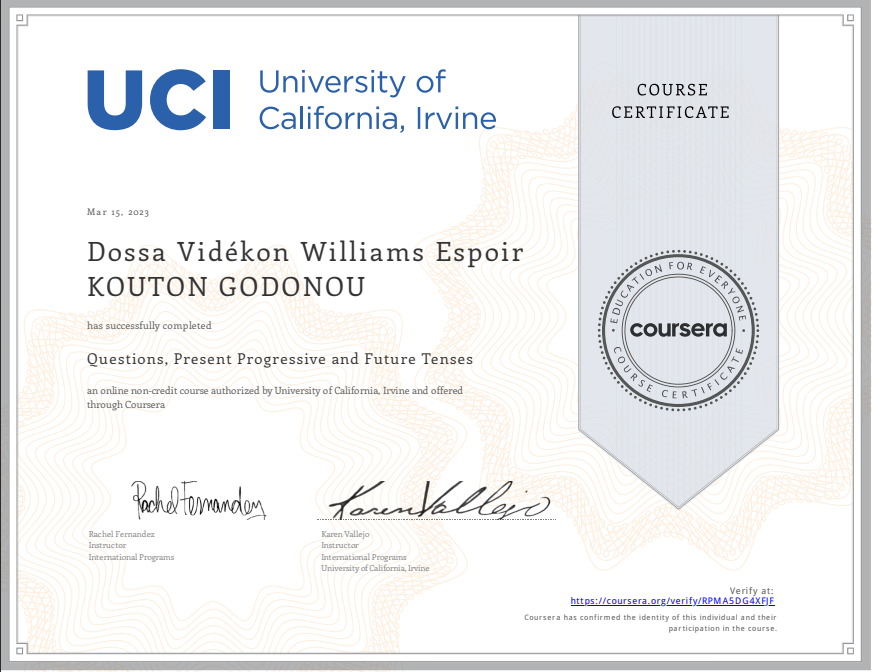 UCI University of
California, Irvine
COURSE
CERTIFICATE
Mar 15, 2023
Dossa Vidékon Williams Espoir
KOUTON GODONOU
has successfully completed
Questions, Present Progressive and Future Tenses
an online non-credit course authorized by University of California, Irvine and offered
through Coursera
EDUCATION FOR EVERYONE
coursera
COURSE CERTIFICATE
Rachel Fernandez
Karen Vallejo
Rachel Fernandez
Instructor
International Programs
Karen Vallejo
Instructor
International Programs
University of California, Irvine
Verify at:
https://coursera.org/verify/RPMA5DG4XFJF
Coursera has confirmed the identity of this individual and their
participation in the course.